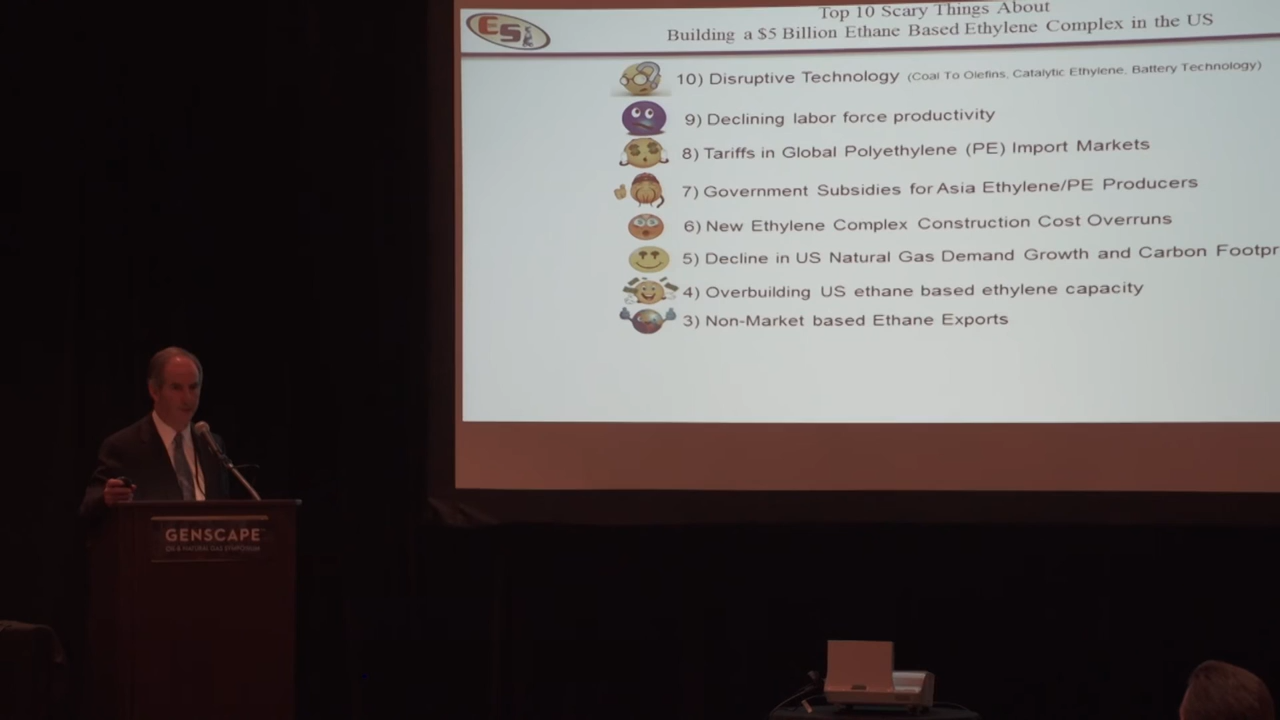 Top 10 Scary Things About
Building a $5 Billion Ethane Based Ethylene Complex in the US
10) Disruptive Technology (Coal To Olefins, Catalytic Ethylene, Battery Technology)
9) Declining labor force productivity
8) Tariffs in Global Polyethylene (PE) Import Markets
7) Government Subsidies for Asia Ethylene/PE Producers
6) New Ethylene Complex Construction Cost Overruns
5) Decline in US Natural Gas Demand Growth and Carbon Footpr
4) Overbuilding US ethane based ethylene capacity
3) Non-Market based Ethane Exports
GENSCAPE
OIL & NATURAL GAS SYMPOSIUM